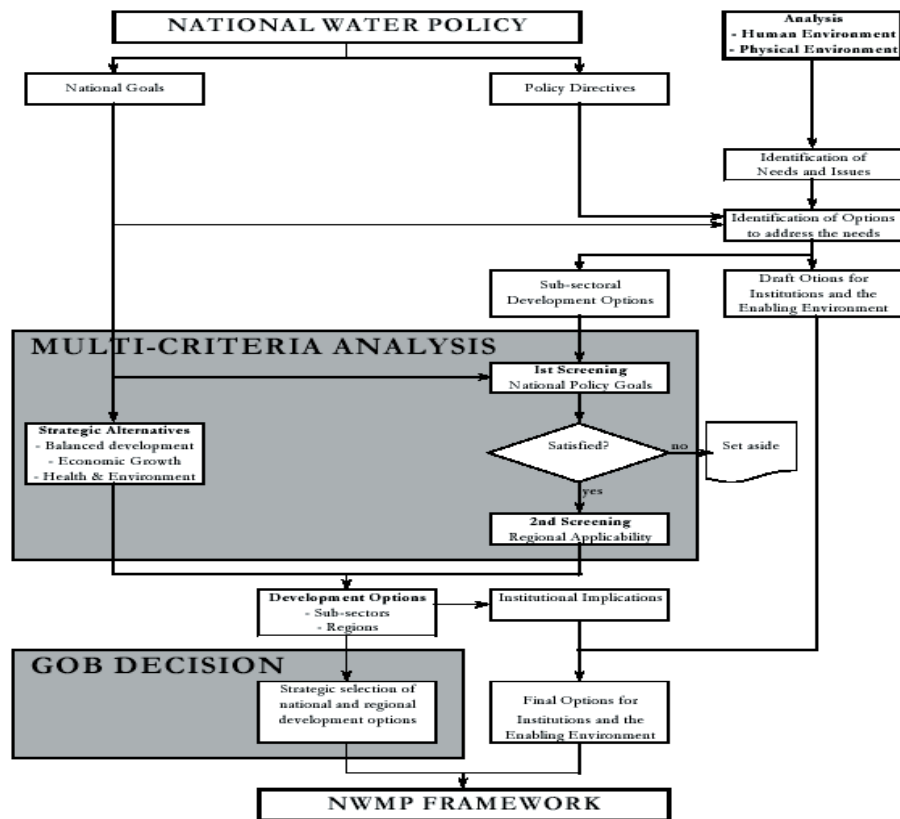 NATIONAL WATER POLICY
Analysis
- Human Environment
- Physical Environment
National Goals
Policy Directives
Identification of
Needs and Issues
Identification of Options
to address the needs
Sub-sectoral
Development Options
Draft Otions for
Institutions and the
Enabling Environment
MULTI-CRITERIA ANALYSIS
1st Screening
National Policy Goals
Strategic Alternatives
- Balanced development
- Economic Growth
- Health & Environment
Satisfied?
no
Set aside
yes
2nd Screening
Regional Applicability
Development Options
- Sub-sectors
- Regions
Institutional Implications
GOB DECISION
Strategic selection of
national and regional
development options
Final Options for
Institutions and the
Enabling Environment
NWMP FRAMEWORK